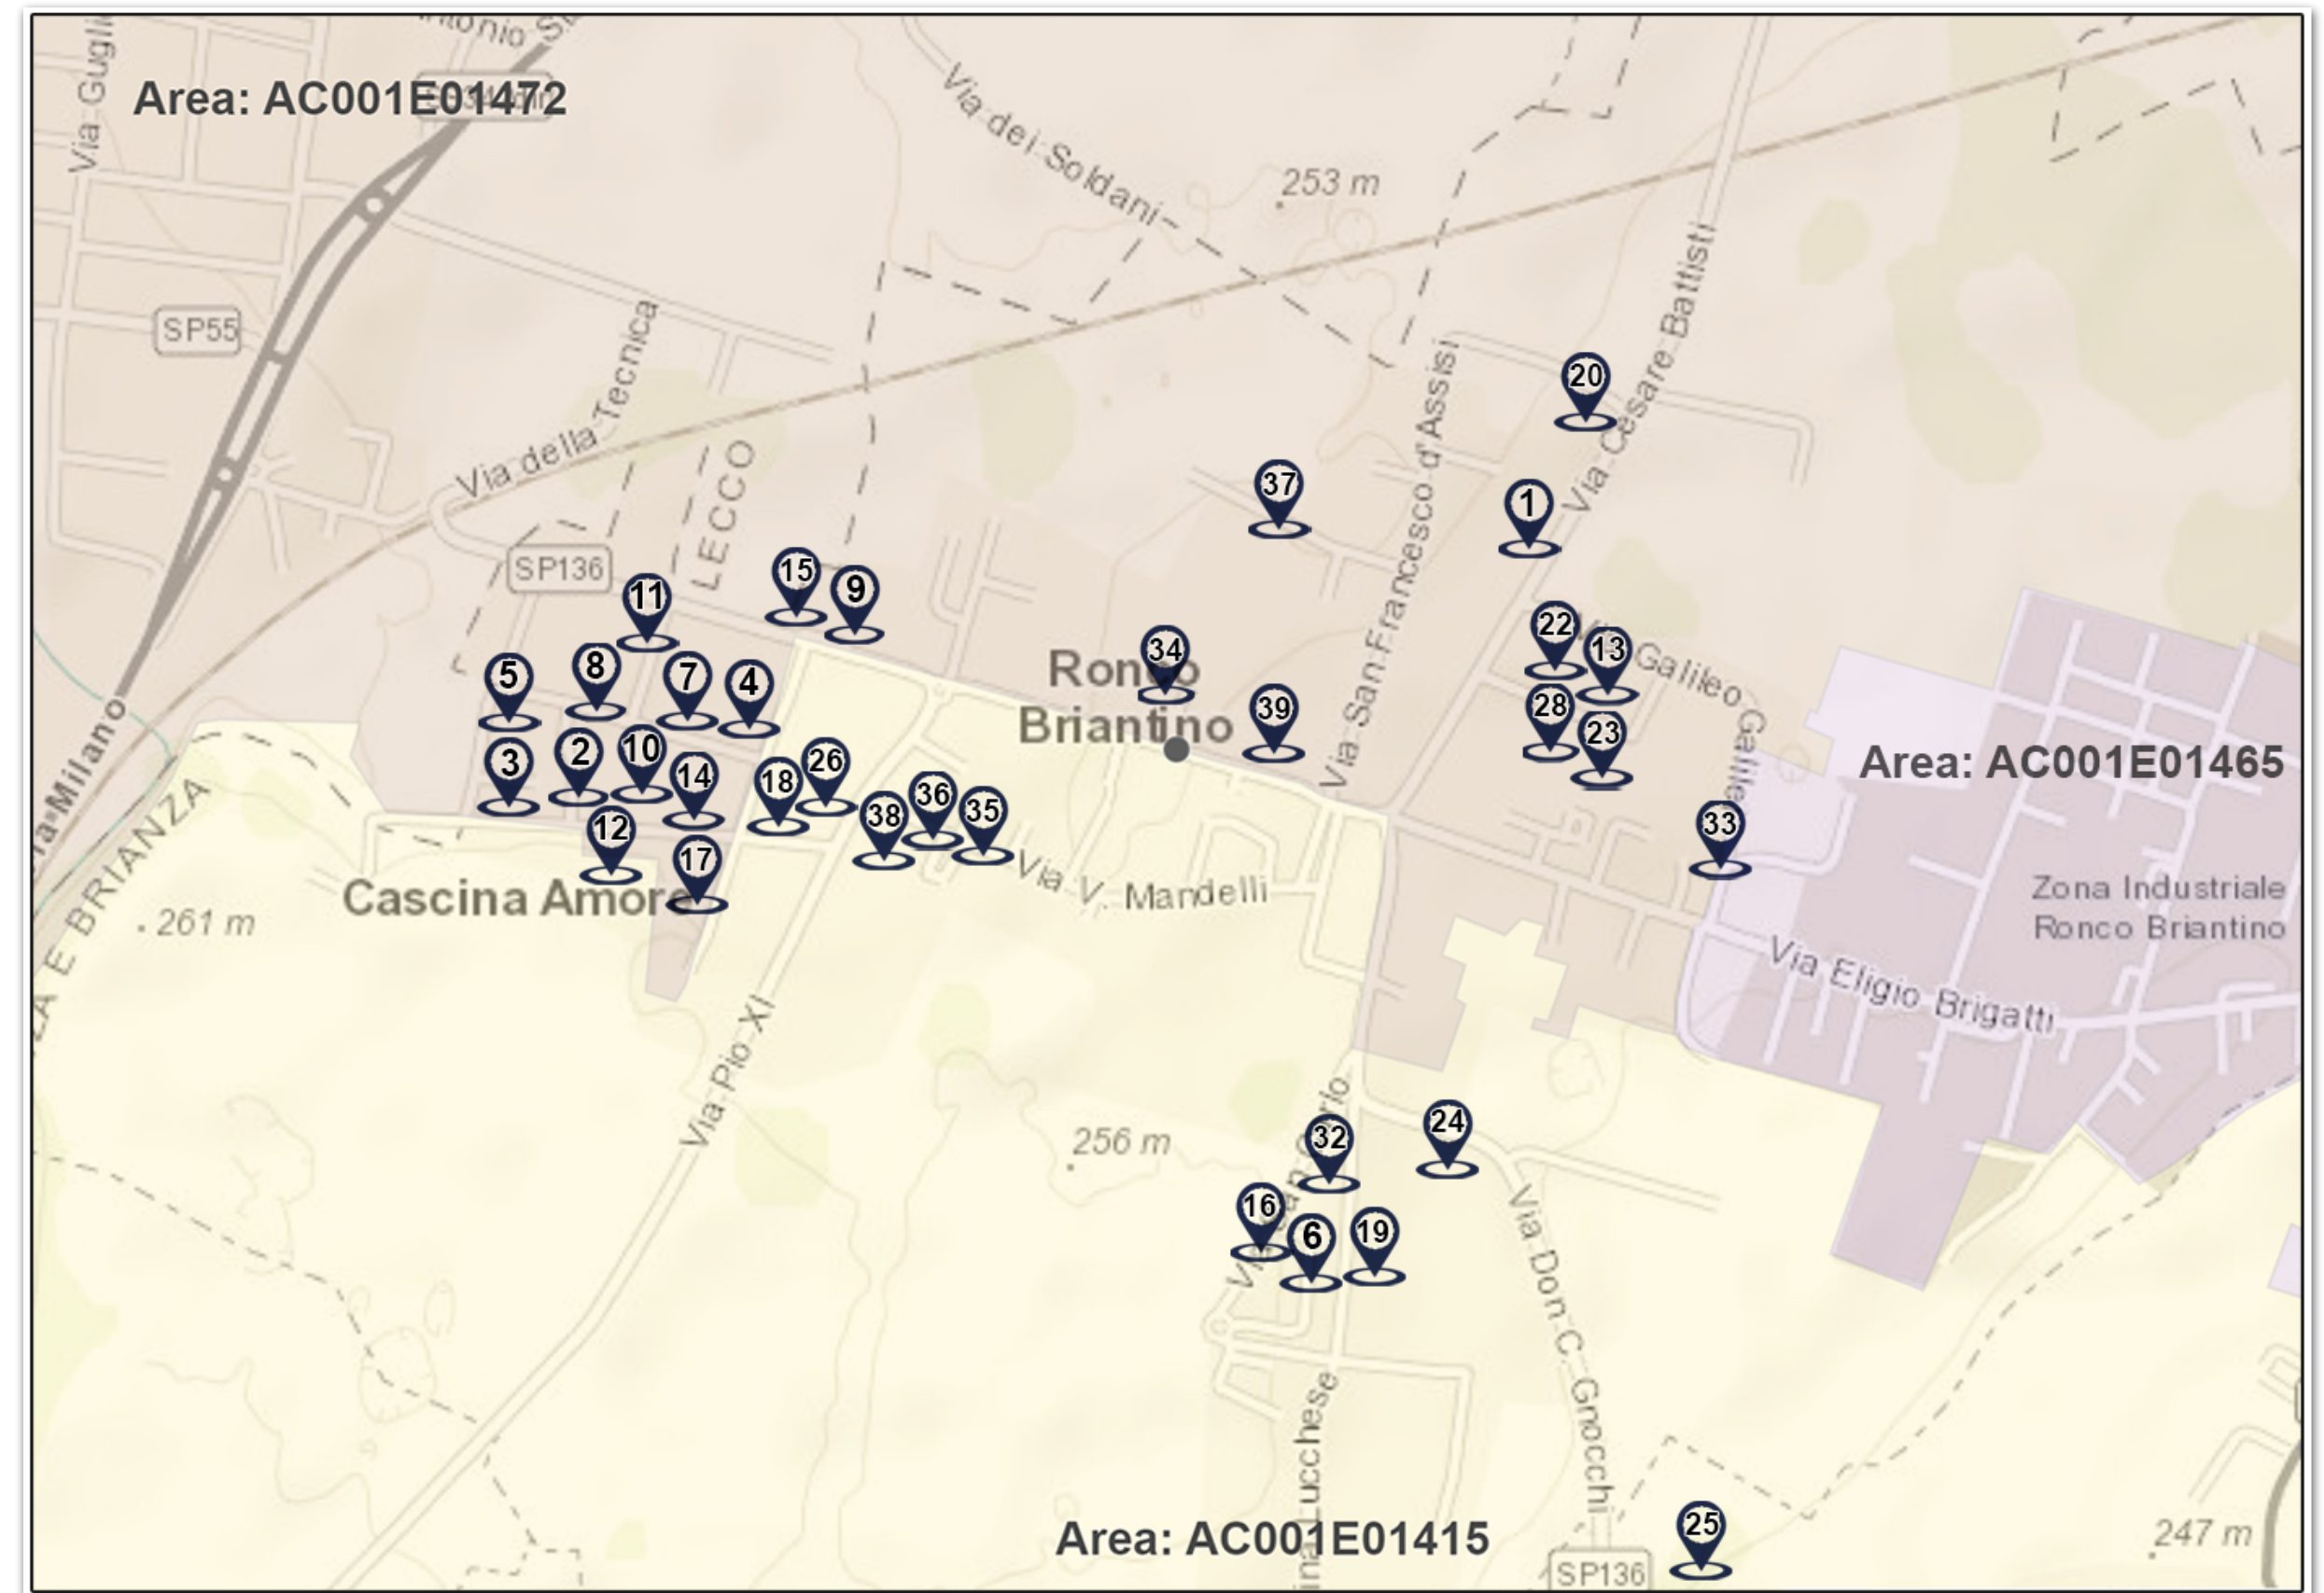 Via Gugli
Area: AC001E01472
Via dei Soldani
253 m
SP55
Via della Tecnica
LECCO
SP136
Via Cesare Battisti
Via San Francesco d'Assisi
20
37
1
15
9
11
22
13
Galileo Galilei
34
Ronco
Briantino
39
28
23
5
8
7
4
3
2
10
14
18
26
38
36
35
12
17
33
Area: AC001E01465
Zona Industriale
Ronco Briantino
Milano
E BRIANZA
Cascina Amore
261 m
Via V. Mandelli
Via Eligio Brigatti
Via Pio XI
256 m
32
24
16
6
19
Via Don C. Gnocchi
Lucchese
Area: AC001E01415
25
SP136
247 m